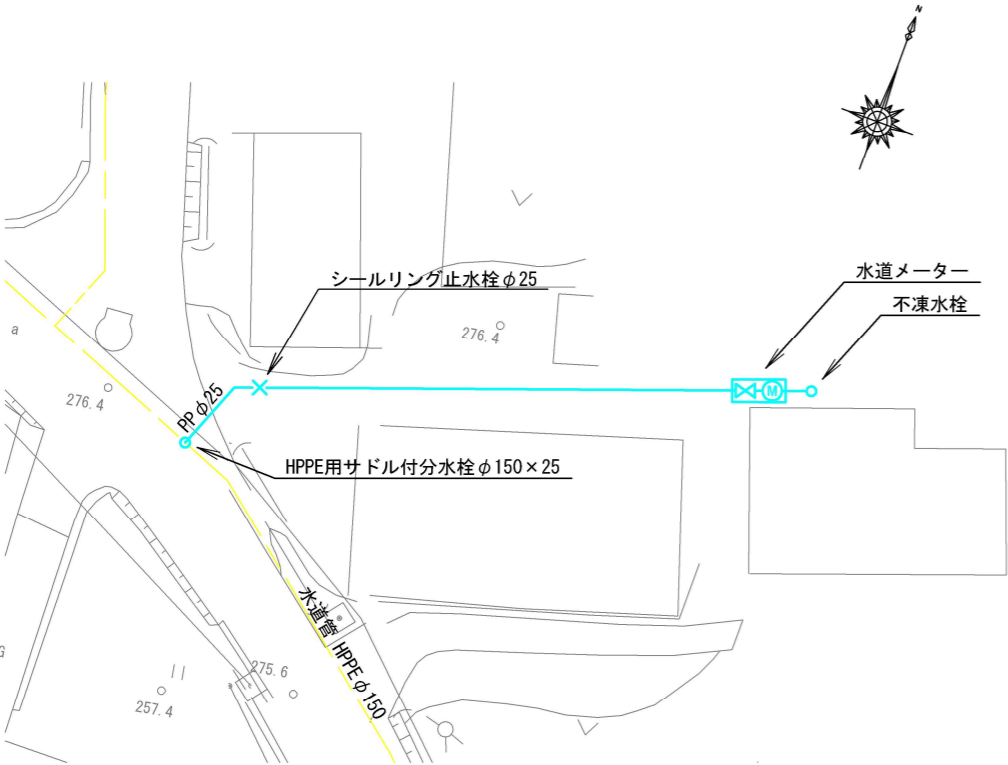 N
シールリング止水栓φ25
水道メーター
不凍水栓
276.4
a
276.4
PPφ25
HPPE用サドル付分水栓φ150×25
M
水道管 HPPEφ150
275.6
257.4
G